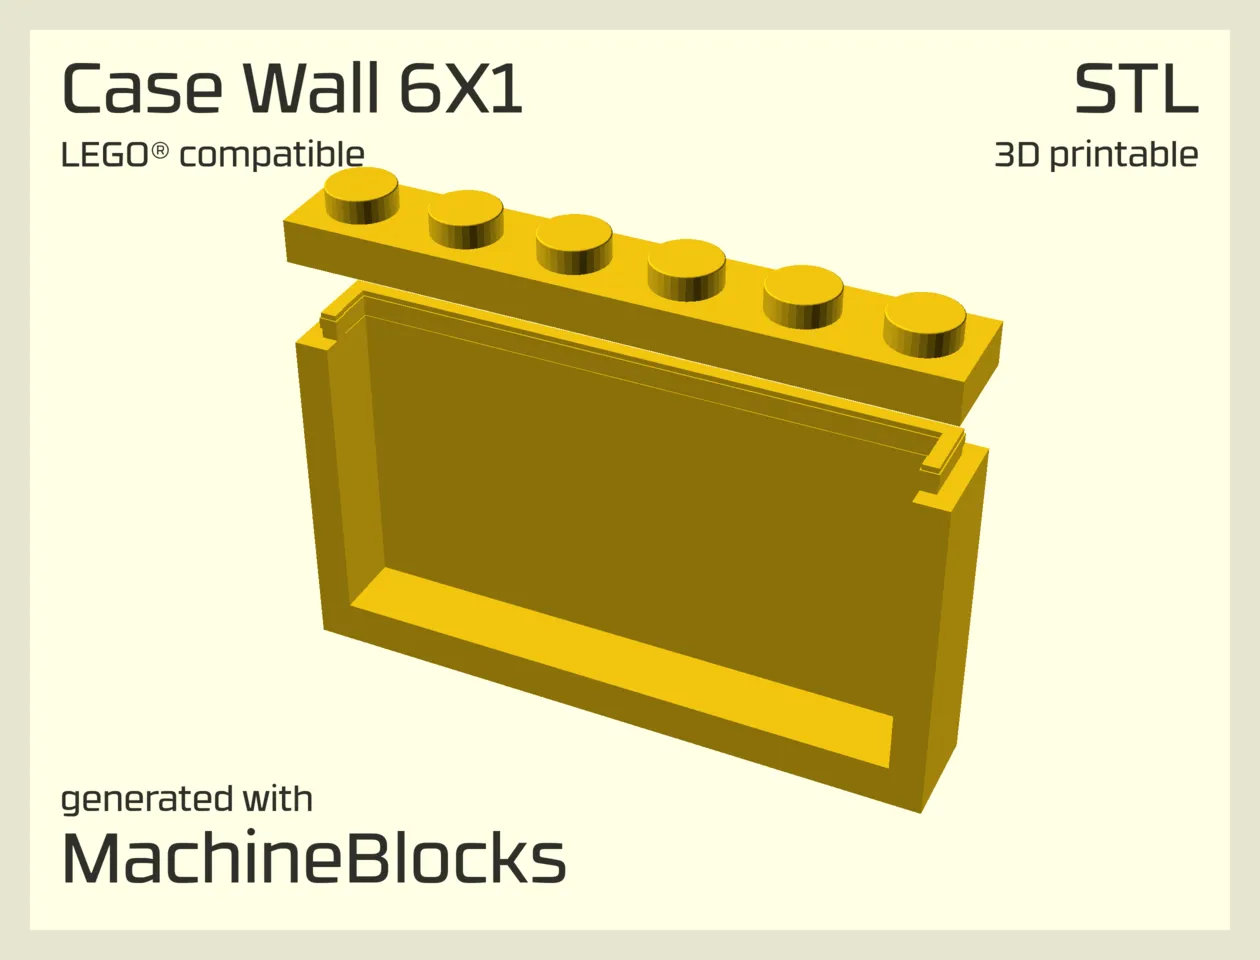 Case Wall 6X1
LEGO® compatible
STL
3D printable
generated with
MachineBlocks